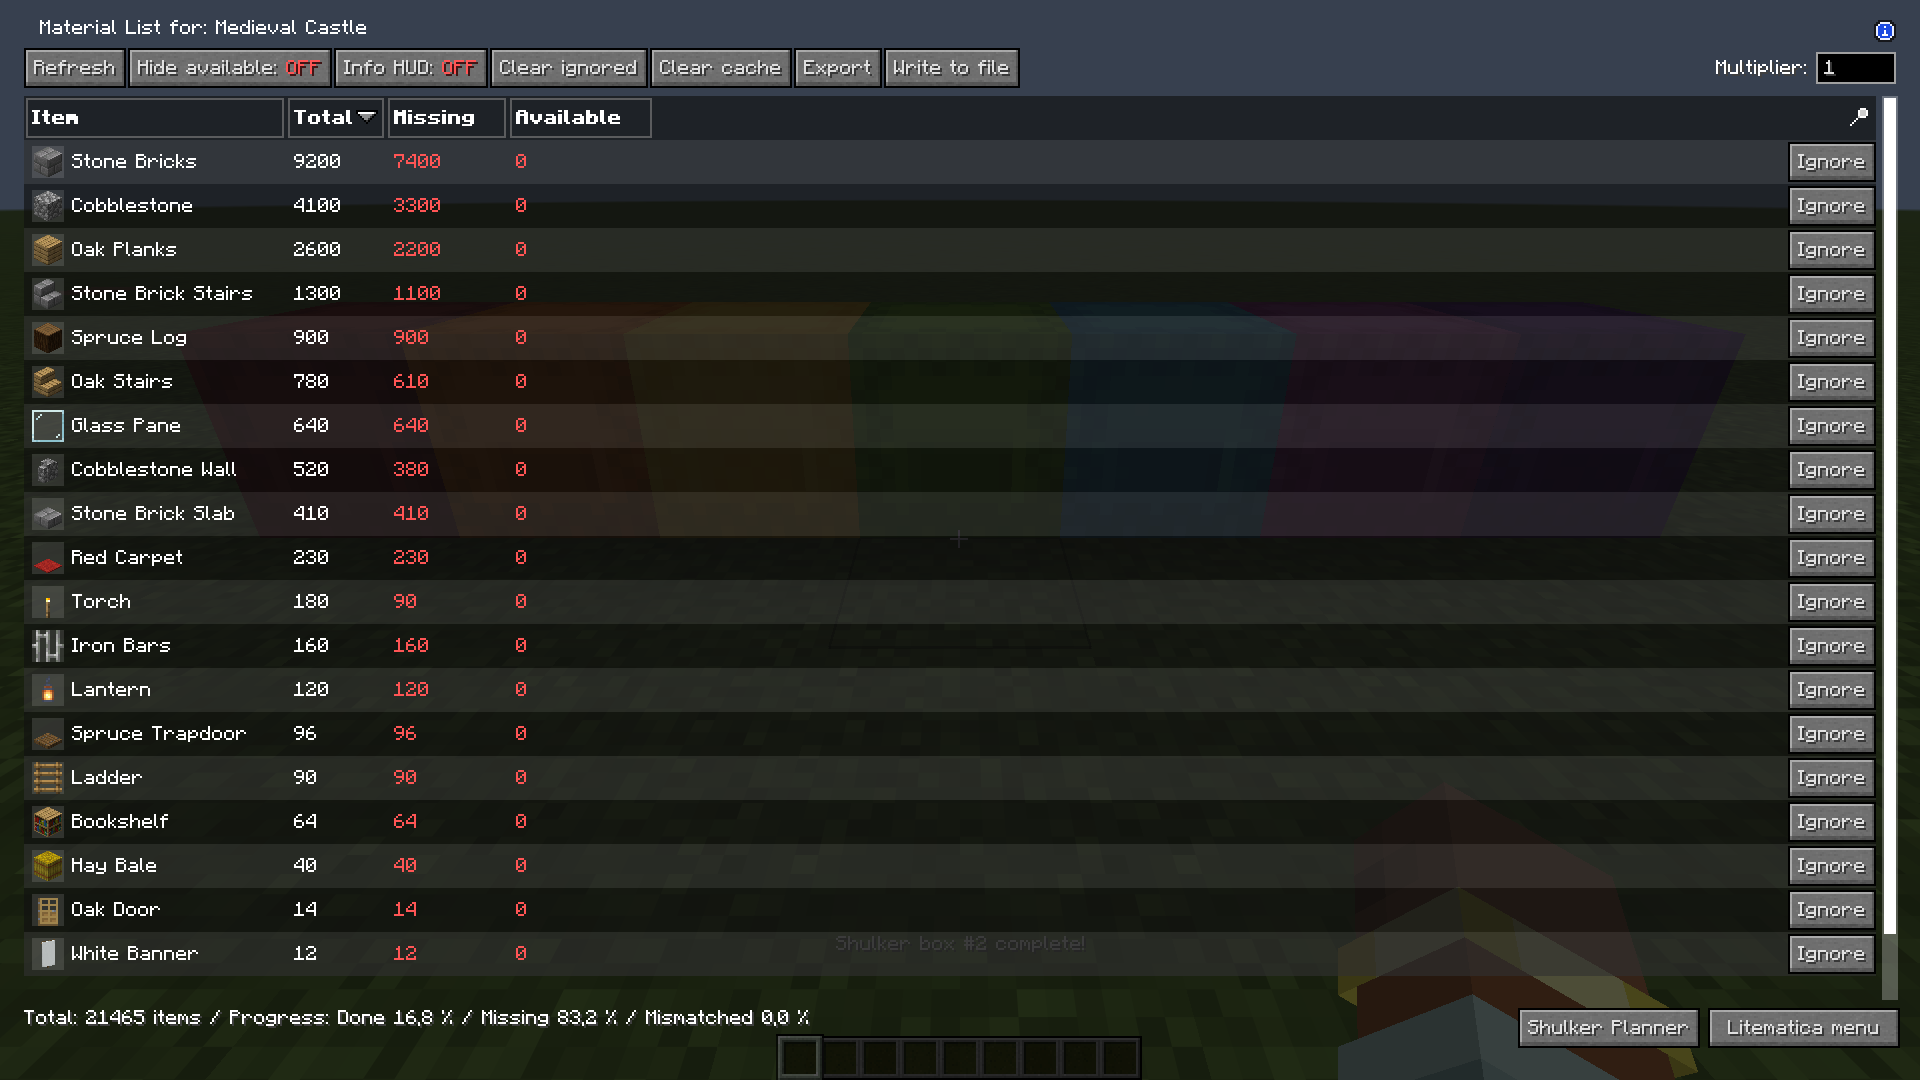 Material List for: Medieval Castle
Refresh Hide available: OFF Info HUD: OFF Clear ignored Clear cache Export Write to file Multiplier: 1
Item Total Missing Available
Stone Bricks 9200 7400 0 Ignore
Cobblestone 4100 3300 0 Ignore
Oak Planks 2600 2200 0 Ignore
Stone Brick Stairs 1300 1100 0 Ignore
Spruce Log 900 900 0 Ignore
Oak Stairs 780 610 0 Ignore
Glass Pane 640 640 0 Ignore
Cobblestone Wall 520 380 0 Ignore
Stone Brick Slab 410 410 0 Ignore
Red Carpet 230 230 0 Ignore
Torch 180 90 0 Ignore
Iron Bars 160 160 0 Ignore
Lantern 120 120 0 Ignore
Spruce Trapdoor 96 96 0 Ignore
Ladder 90 90 0 Ignore
Bookshelf 64 64 0 Ignore
Hay Bale 40 40 0 Ignore
Oak Door 14 14 0 Ignore
Shulker box #2 complete!
White Banner 12 12 0 Ignore
Total: 21465 items / Progress: Done 16,8 % / Missing 83,2 % / Mismatched 0,0 %
Shulker Planner Litematica menu